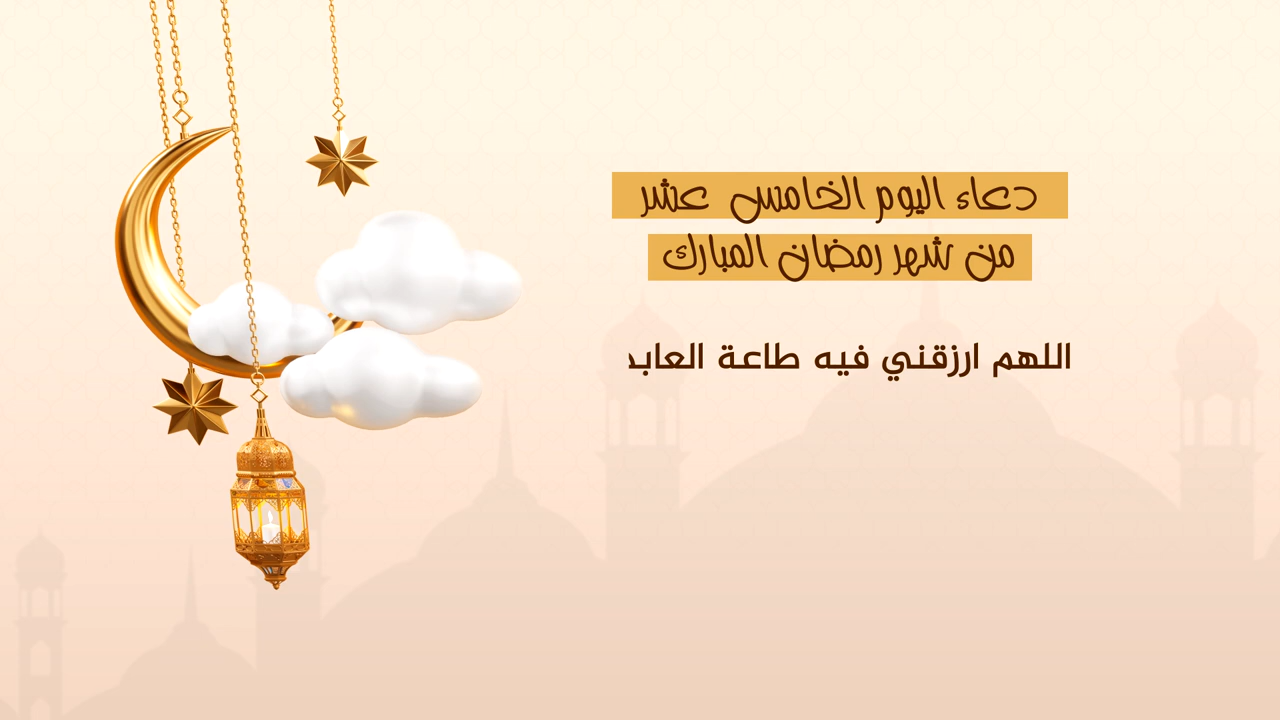 دعاء اليوم الخامس عشر
من شهر رمضان المبارك
اللهم ارزقني فيه طاعة العابد